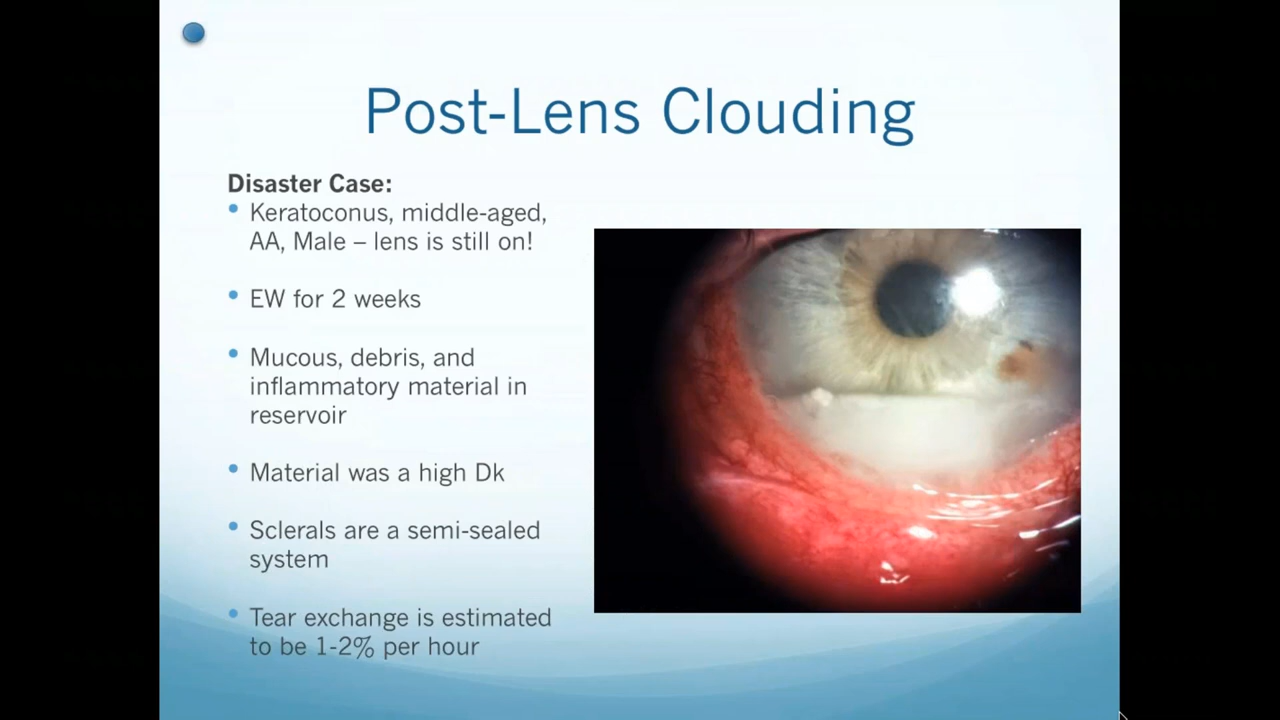 Post-Lens Clouding
Disaster Case:
• Keratoconus, middle-aged,
AA, Male – lens is still on!
• EW for 2 weeks
• Mucous, debris, and
inflammatory material in
reservoir
• Material was a high Dk
• Sclerals are a semi-sealed
system
• Tear exchange is estimated
to be 1-2% per hour